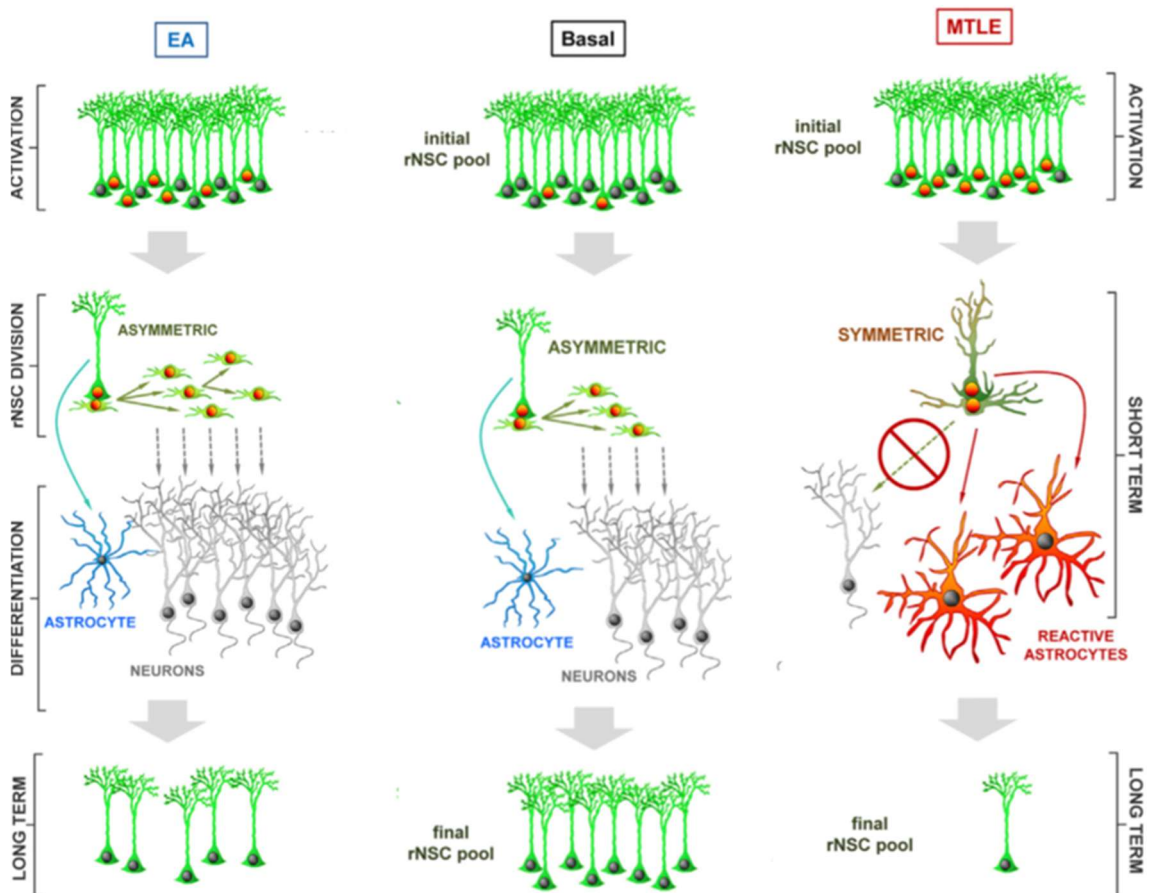 EA
Basal
MTLE
ACTIVATION
initial
rNSC pool
initial
rNSC pool
ACTIVATION
rNSC DIVISION
ASYMMETRIC
ASYMMETRIC
SYMMETRIC
SHORT TERM
DIFFERENTIATION
ASTROCYTE
NEURONS
ASTROCYTE
NEURONS
REACTIVE
ASTROCYTES
LONG TERM
final
rNSC pool
final
rNSC pool
LONG TERM